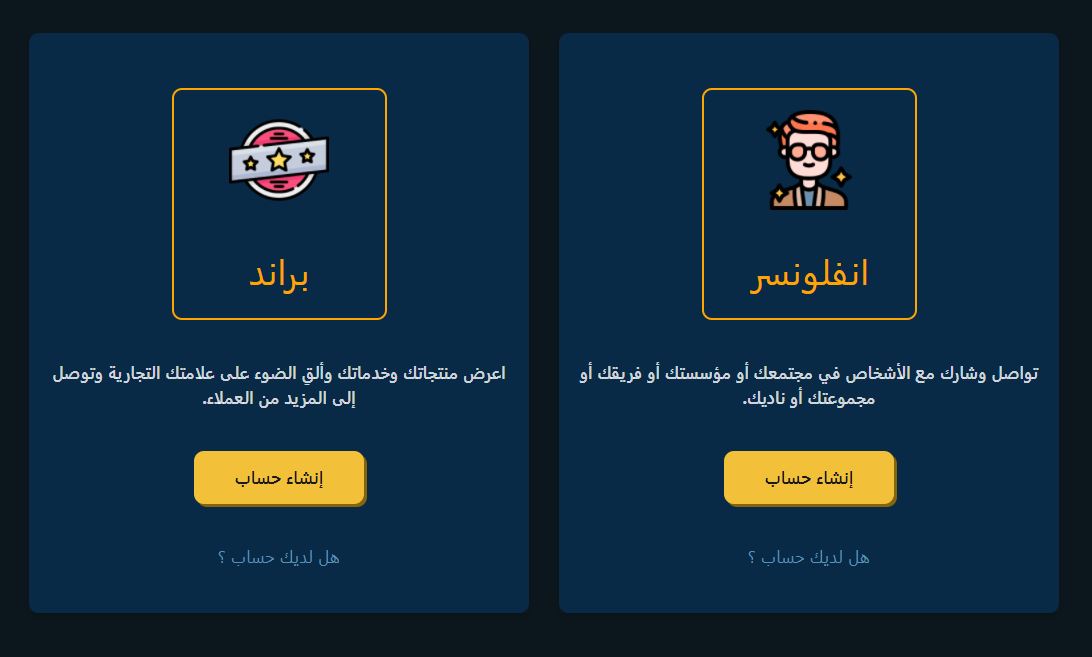 انفلونسر
تواصل وشارك مع الأشخاص في مجتمعك أو مؤسستك أو فريقك أو
مجموعتك أو ناديك.
إنشاء حساب
هل لديك حساب ؟
براند
اعرض منتجاتك وخدماتك وألقِ الضوء على علامتك التجارية وتوصل
إلى المزيد من العملاء.
إنشاء حساب
هل لديك حساب ؟